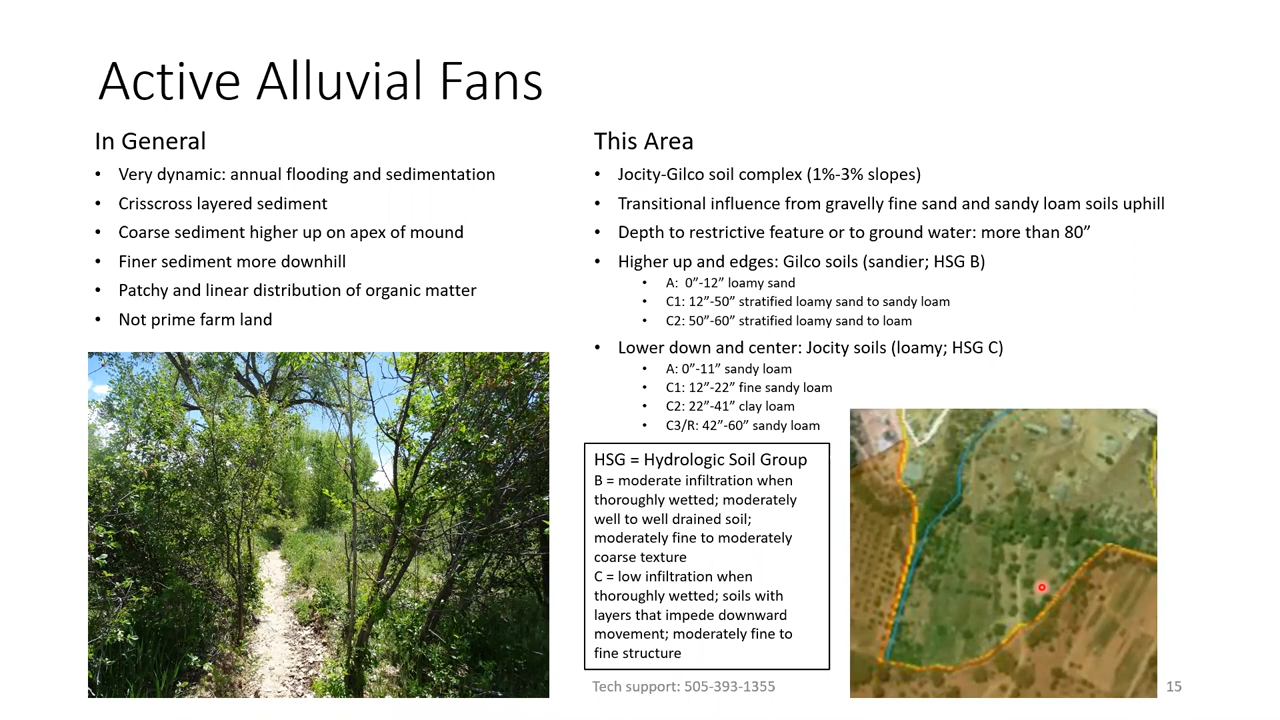 Active Alluvial Fans
In General
• Very dynamic: annual flooding and sedimentation
• Crisscross layered sediment
• Coarse sediment higher up on apex of mound
• Finer sediment more downhill
• Patchy and linear distribution of organic matter
• Not prime farm land
This Area
• Jocity-Gilco soil complex (1%-3% slopes)
• Transitional influence from gravelly fine sand and sandy loam soils uphill
• Depth to restrictive feature or to ground water: more than 80”
• Higher up and edges: Gilco soils (sandier; HSG B)
• A: 0”-12” loamy sand
• C1: 12”-50” stratified loamy sand to sandy loam
• C2: 50”-60” stratified loamy sand to loam
• Lower down and center: Jocity soils (loamy; HSG C)
• A: 0”-11” sandy loam
• C1: 12”-22” fine sandy loam
• C2: 22”-41” clay loam
• C3/R: 42”-60” sandy loam
HSG = Hydrologic Soil Group
B = moderate infiltration when
thoroughly wetted; moderately
well to well drained soil;
moderately fine to moderately
coarse texture
C = low infiltration when
thoroughly wetted; soils with
layers that impede downward
movement; moderately fine to
fine structure
Tech support: 505-393-1355
15